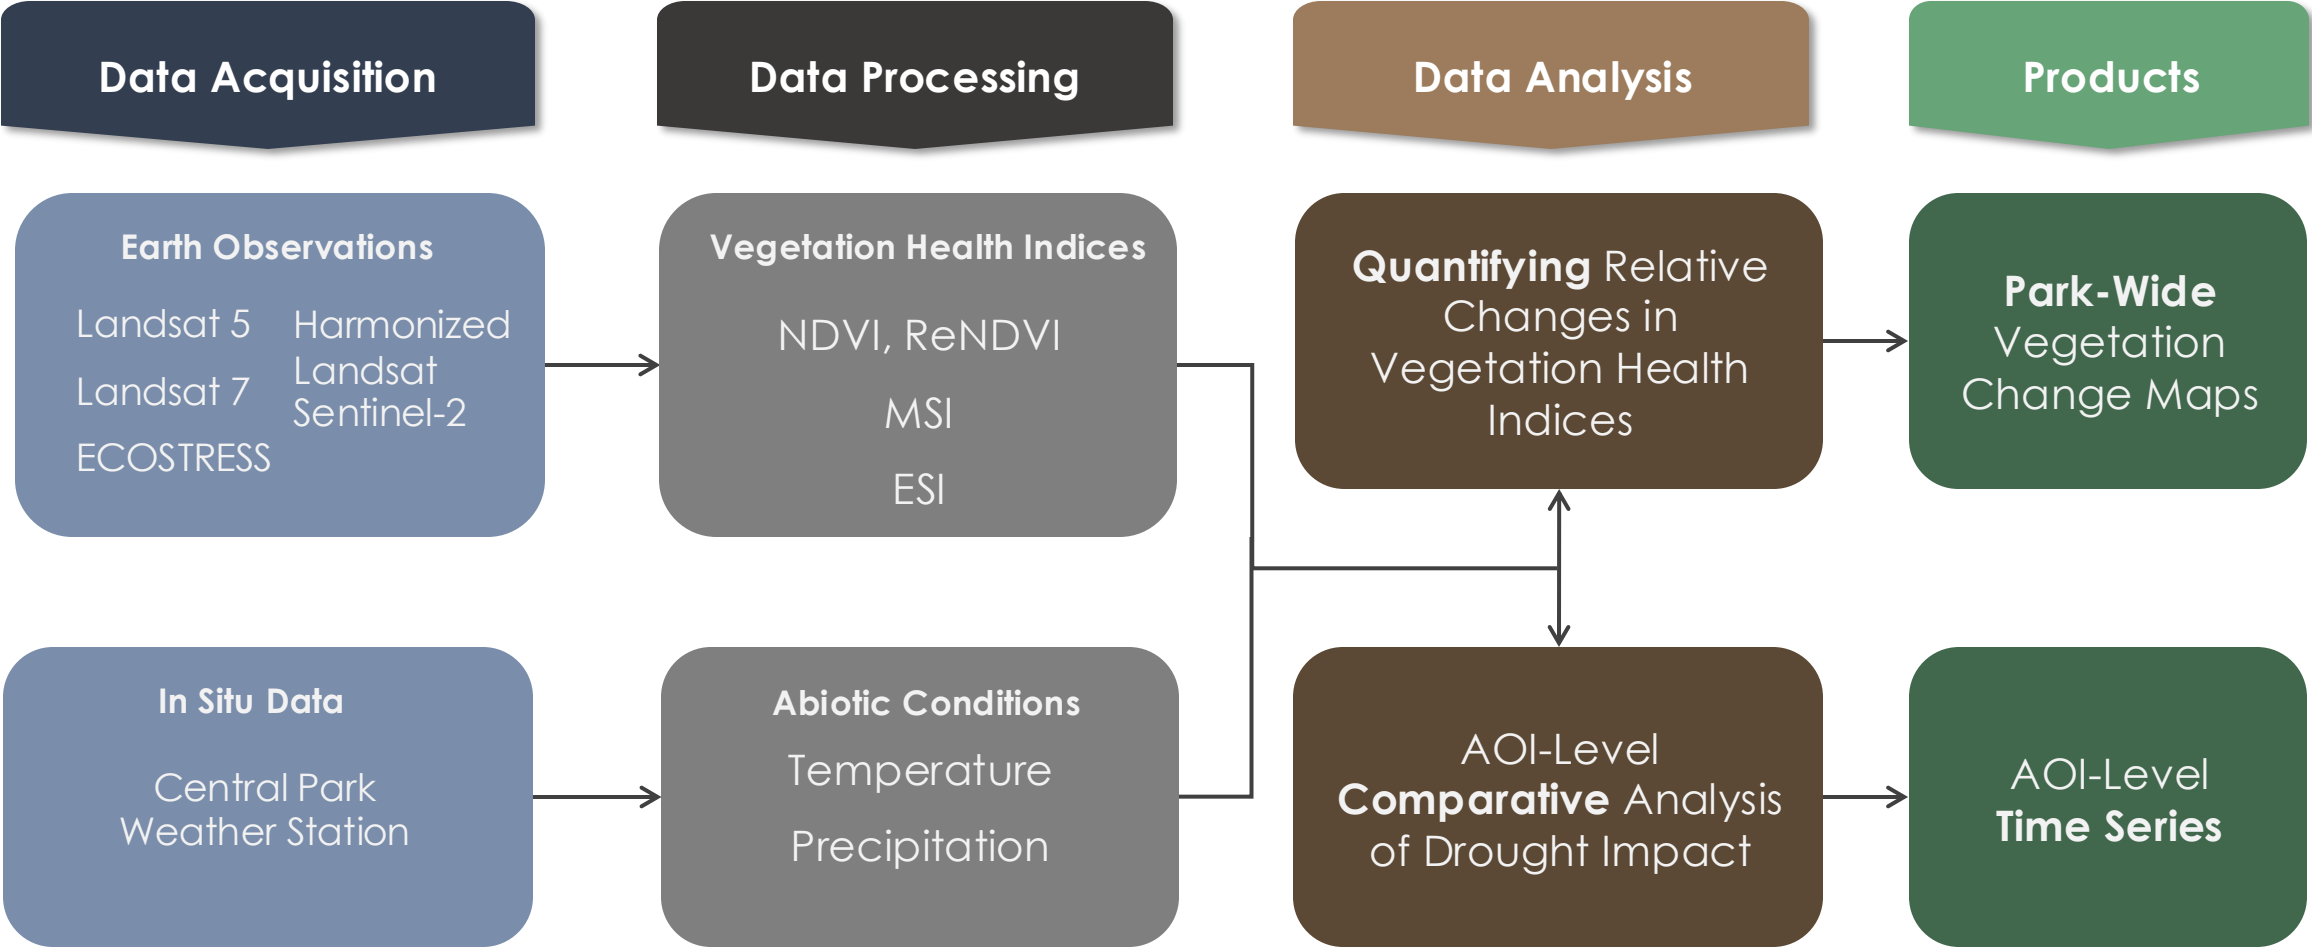 Data Acquisition
Data Processing
Data Analysis
Products
Earth Observations
Landsat 5
Landsat 7
ECOSTRESS
Harmonized
Landsat
Sentinel-2
Vegetation Health Indices
NDVI, ReNDVI
MSI
ESI
Quantifying Relative
Changes in
Vegetation Health
Indices
Park-Wide
Vegetation
Change Maps
In Situ Data
Central Park
Weather Station
Abiotic Conditions
Temperature
Precipitation
AOI-Level
Comparative Analysis
of Drought Impact
AOI-Level
Time Series